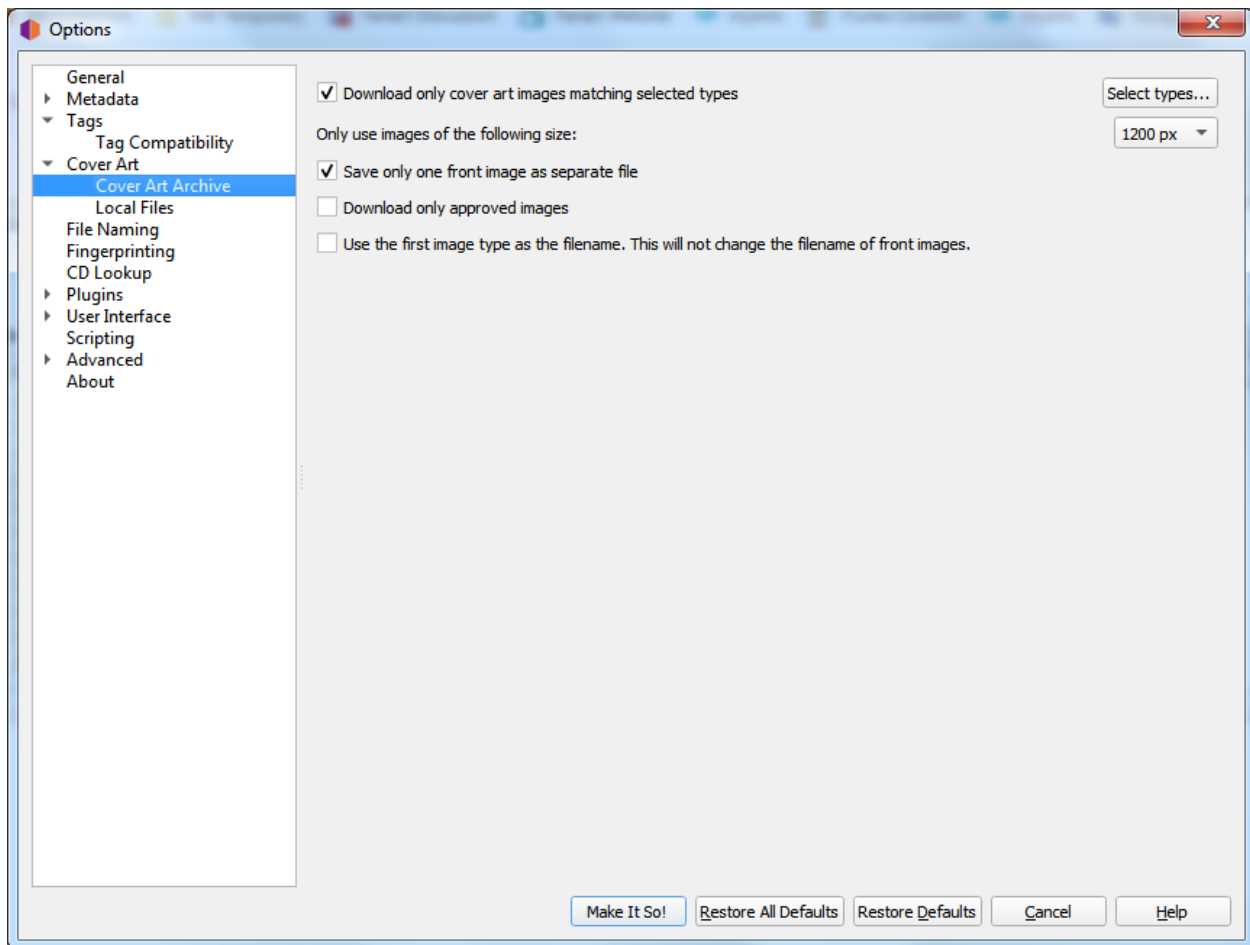 Options
General
Metadata
Tags
Tag Compatibility
Cover Art
Cover Art Archive
Local Files
File Naming
Fingerprinting
CD Lookup
Plugins
User Interface
Scripting
Advanced
About
Download only cover art images matching selected types
Select types...
Only use images of the following size:
1200 px
Save only one front image as separate file
Download only approved images
Use the first image type as the filename. This will not change the filename of front images.
Make It So!
Restore All Defaults
Restore Defaults
Cancel
Help